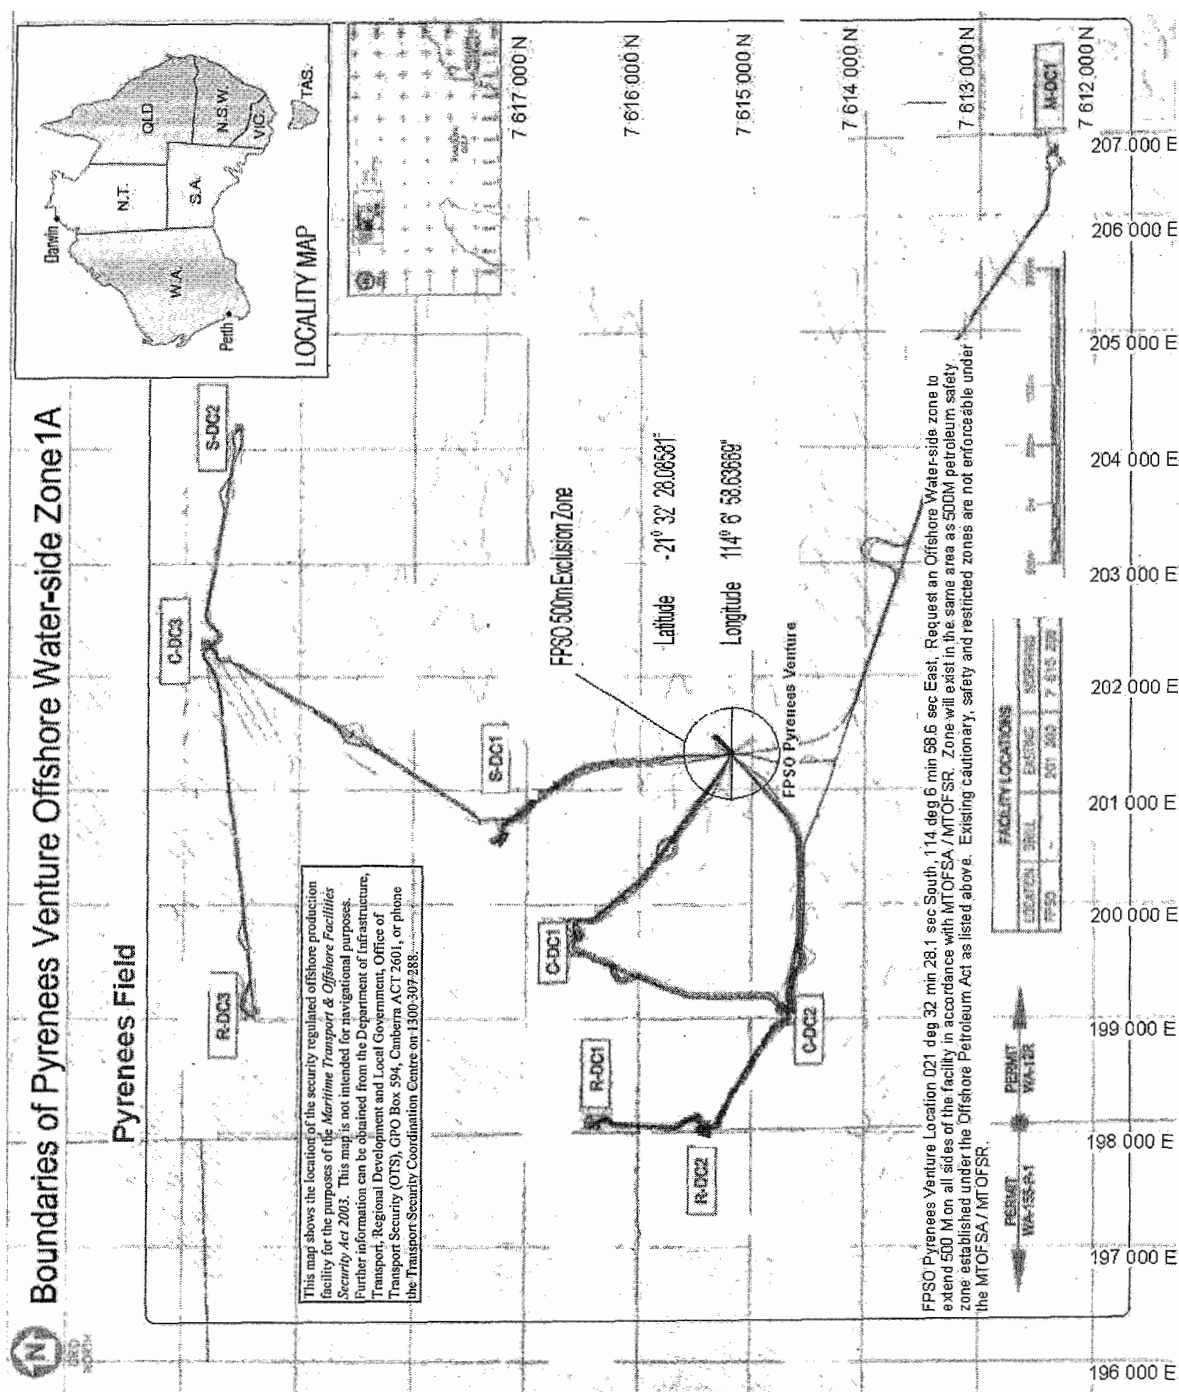 Boundaries of Pyrenees Venture Offshore Water-side Zone1A
Pyrenees Field
N
GRID
NORTH
This map shows the location of the security regulated offshore production
facility for the purposes of the Maritime Transport & Offshore Facilities
Security Act 2003. This map is not intended for navigational purposes.
Further information can be obtained from the Department of Infrastructure,
Transport, Regional Development and Local Government, Office of
Transport Security (OTS), GPO Box 594, Canberra ACT 2601, or phone
the Transport Security Coordination Centre on 1300 307 288.
R-DC3
C-DC3
S-DC2
S-DC1
C-DC1
R-DC1
R-DC2
C-DC2
M-DC1
FPSO 500m Exclusion Zone
Latitude -21⁰ 32' 28.08581"
Longitude 114⁰ 6' 58.63669"
FPSO Pyrenees Venture
Darwin
N.T.
QLD
W.A.
S.A.
N.S.W.
VIC.
TAS.
Perth
LOCALITY MAP
7 617 000 N
7 616 000 N
7 615 000 N
7 614 000 N
7 613 000 N
7 612 000 N
FPSO Pyrenees Venture Location 021 deg 32 min 28.1 sec South, 114 deg 6 min 58.6 sec East, Request an Offshore Water-side zone to
extend 500 M on all sides of the facility in accordance with MTOFSA / MTOFSR. Zone will exist in the same area as 500M petroleum safety
zone established under the Offshore Petroleum Act as listed above. Existing cautionary, safety and restricted zones are not enforceable under
the MTOFSA / MTOFSR.
PERMIT
WA-155-P-1
PERMIT
WA-12R
FACILITY LOCATIONS
LOCATION DRILL EASTING NORTHING
FPSO ~ 201
196 000 E
197 000 E
198 000 E
199 000 E
200 000 E
201 000 E
202 000 E
203 000 E
204 000 E
205 000 E
206 000 E
207 000 E